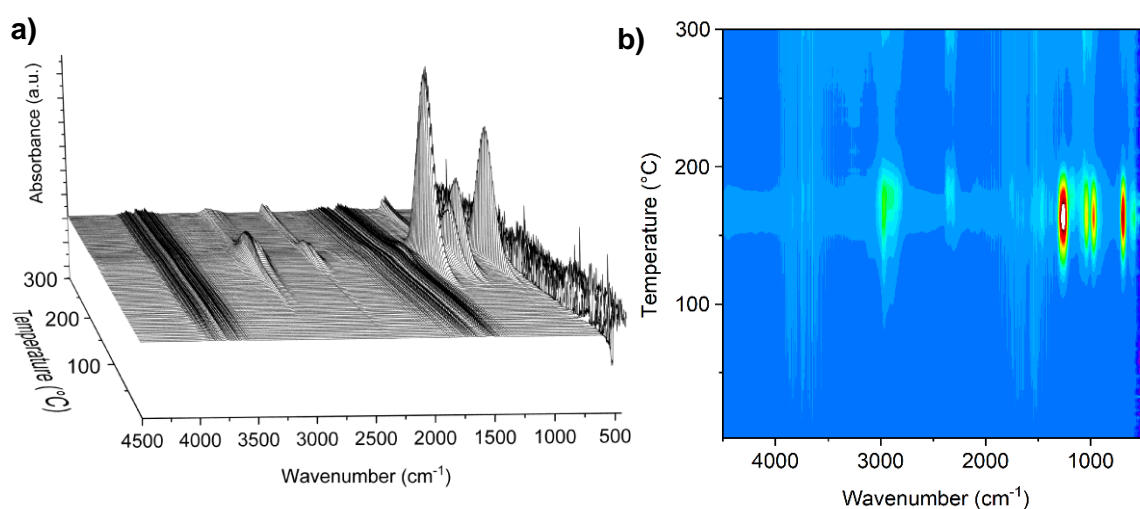 a)
Absorbance (a.u.)
300
200
100
Temperature (°C)
4500 4000 3500 3000 2500 2000 1500 1000 500
Wavenumber (cm-1)
b)
300
200
100
Temperature (°C)
4000 3000 2000 1000
Wavenumber (cm-1)